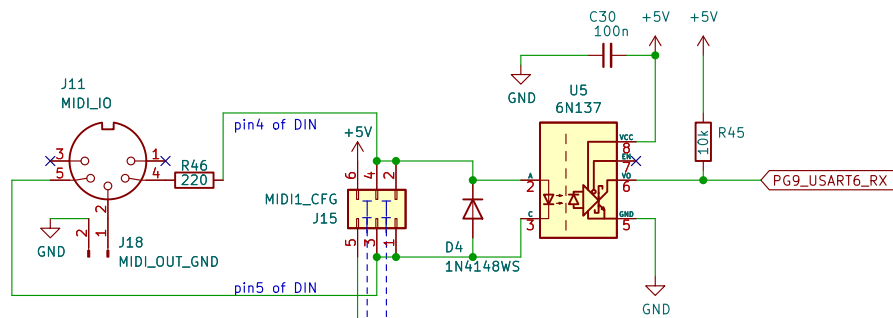 C30
100n
+5V
+5V
GND
U5
6N137
J11
MIDI_IO
pin4 of DIN
+5V
VCC
8
EN
7
R45
10k
3
1
5
4
R46
220
2
6
4
2
MIDI1_CFG
J15
A
2
VO
6
PG9_USART6_RX
C
3
GND
5
2
1
GND
J18
MIDI_OUT_GND
5
3
1
D4
1N4148WS
pin5 of DIN
GND